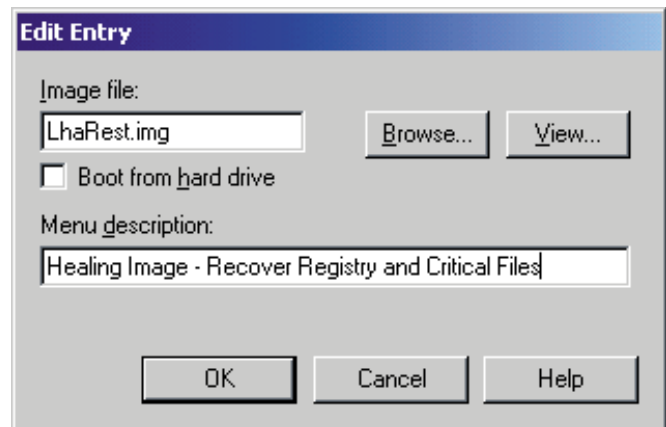 Edit Entry
Image file:
LhaRest.img
Browse... View...
Boot from hard drive
Menu description:
Healing Image - Recover Registry and Critical Files
OK Cancel Help